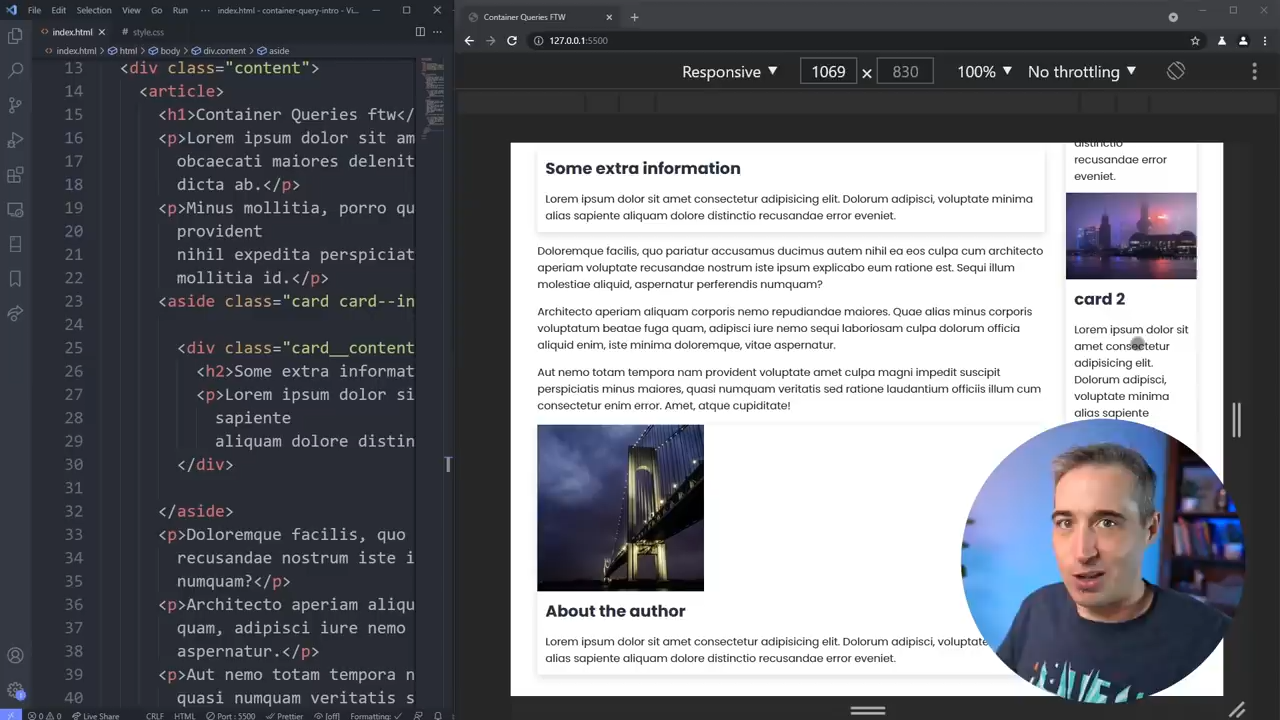 File Edit Selection View Go Run ··· index.html - container-query-intro - Vi...
index.html × style.css ···
index.html > html > body > div.content > aside
13 <div class="content">
14 <article>
15 <h1>Container Queries ftw</
16 <p>Lorem ipsum dolor sit am
17 obcaecati maiores delenit
18 dicta ab.</p>
19 <p>Minus mollitia, porro qu
20 provident
21 nihil expedita perspiciat
22 mollitia id.</p>
23 <aside class="card card--in
24
25 <div class="card__content
26 <h2>Some extra informat
27 <p>Lorem ipsum dolor si
28 sapiente
29 aliquam dolore distin
30 </div>
31
32 </aside>
33 <p>Doloremque facilis, quo
34 recusandae nostrum iste i
35 numquam?</p>
36 <p>Architecto aperiam aliqu
37 quam, adipisci iure nemo
38 aspernatur.</p>
39 <p>Aut nemo totam tempora n
40 quasi numquam veritatis s
0 0 Live Share CRLF HTML Port : 5500 Prettier [off] Formatting: ✓
Container Queries FTW
127.0.0.1:5500
Responsive 1069 × 830 100% No throttling
Some extra information
Lorem ipsum dolor sit amet consectetur adipisicing elit. Dolorum adipisci, voluptate minima
alias sapiente aliquam dolore distinctio recusandae error eveniet.
Doloremque facilis, quo pariatur accusamus ducimus autem nihil ea eos culpa cum architecto
aperiam voluptate recusandae nostrum iste ipsum explicabo eum ratione est. Sequi illum
molestiae aliquid, aspernatur perferendis numquam?
Architecto aperiam aliquam corporis nemo repudiandae maiores. Quae alias minus corporis
voluptatum beatae fuga quam, adipisci iure nemo sequi laboriosam culpa dolorum officia
aliquid enim, iste minima doloremque, vitae aspernatur.
Aut nemo totam tempora nam provident voluptate amet culpa magni impedit suscipit
perspiciatis minus maiores, quasi numquam veritatis sed ratione laudantium officiis illum cum
consectetur enim error. Amet, atque cupiditate!
About the author
Lorem ipsum dolor sit amet consectetur adipisicing elit. Dolorum adipisci, voluptate
alias sapiente aliquam dolore distinctio recusandae error eveniet.
distinctio
recusandae error
eveniet.
card 2
Lorem ipsum dolor sit
amet consectetur
adipisicing elit.
Dolorum adipisci,
voluptate minima
alias sapiente